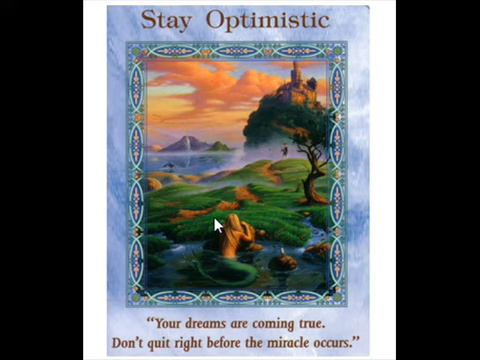 Stay Optimistic
“Your dreams are coming true.
Don’t quit right before the miracle occurs.”